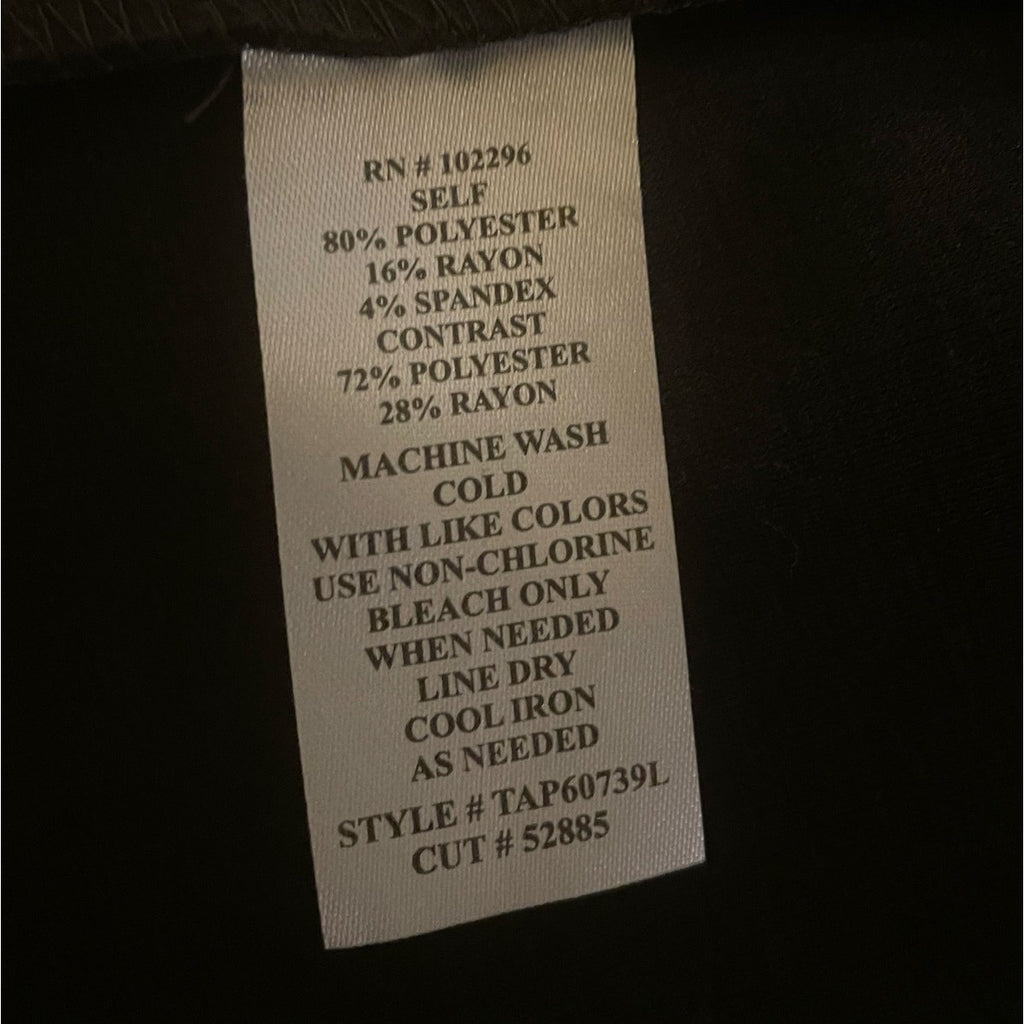 RN # 102296
SELF
80% POLYESTER
16% RAYON
4% SPANDEX
CONTRAST
72% POLYESTER
28% RAYON
MACHINE WASH
COLD
WITH LIKE COLORS
USE NON-CHLORINE
BLEACH ONLY
WHEN NEEDED
LINE DRY
COOL IRON
AS NEEDED
STYLE # TAP60739L
CUT # 52885